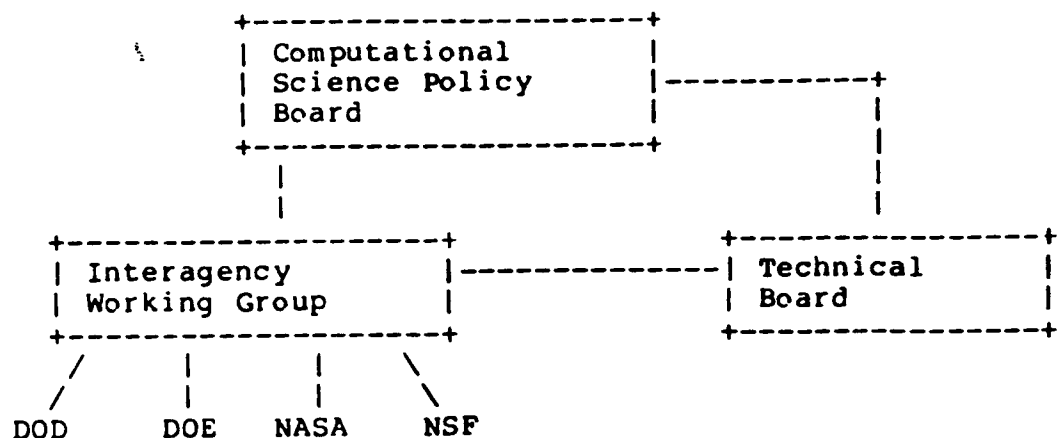 Computational
Science Policy
Board
Interagency
Working Group
Technical
Board
DOD DOE NASA NSF